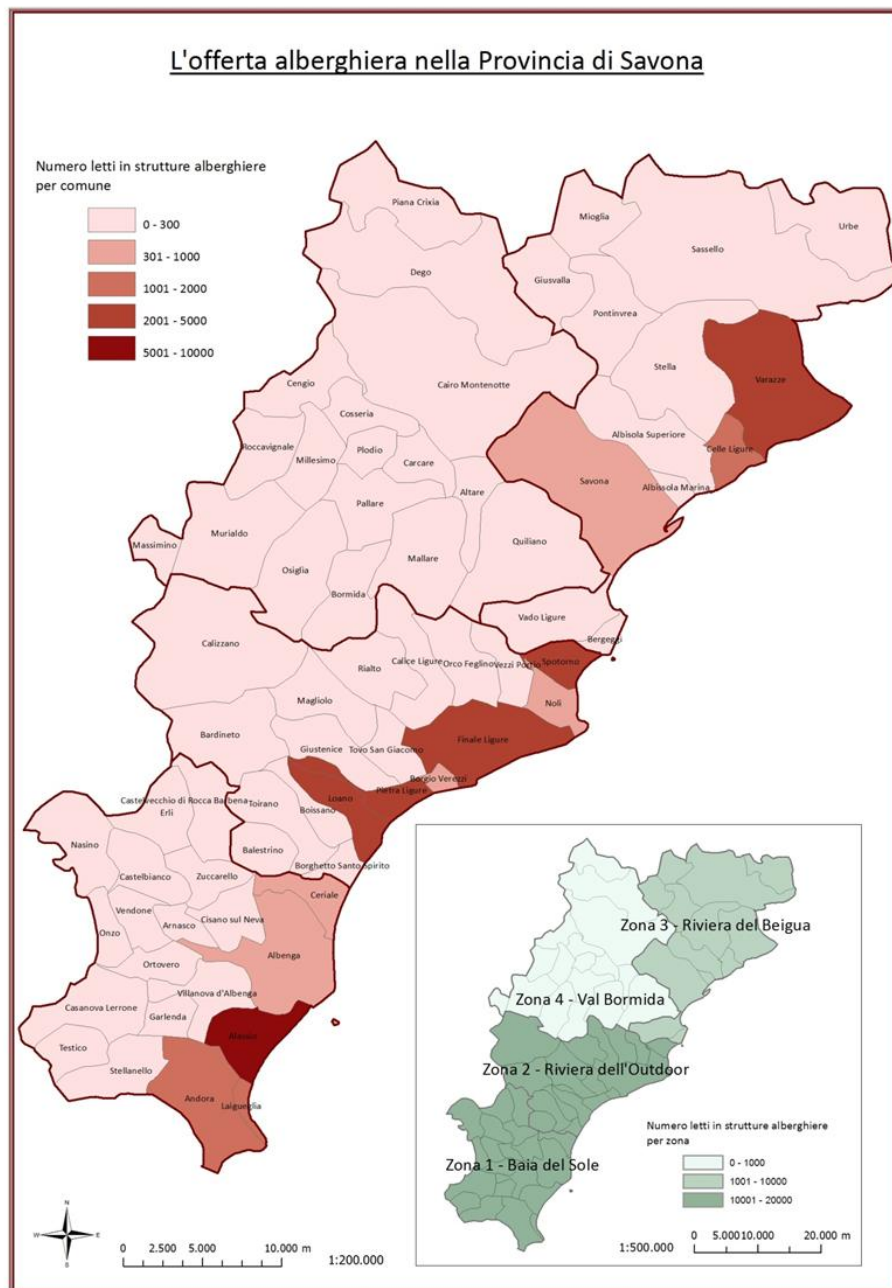 L'offerta alberghiera nella Provincia di Savona
Numero letti in strutture alberghiere
per comune
0 - 300
301 - 1000
1001 - 2000
2001 - 5000
5001 - 10000
Piana Crixia
Mioglia
Urbe
Sassello
Dego
Giusvalla
Pontinvrea
Stella
Varazze
Cengio
Cairo Montenotte
Cosseria
Albisola Superiore
Roccavignale
Plodio
Celle Ligure
Millesimo
Carcare
Savona
Albissola Marina
Altare
Pallare
Murialdo
Quiliano
Massimino
Mallare
Osiglia
Bormida
Vado Ligure
Bergeggi
Calizzano
Spotorno
Calice Ligure
Orco Feglino
Vezzi Portio
Rialto
Magliolo
Noli
Bardineto
Finale Ligure
Giustenice
Tovo San Giacomo
Borgio Verezzi
Pietra Ligure
Loano
Castelvecchio di Rocca Barbena
Toirano
Erli
Boissano
Nasino
Balestrino
Borghetto Santo Spirito
Castelbianco
Zuccarello
Ceriale
Vendone
Cisano sul Neva
Arnasco
Onzo
Albenga
Ortovero
Villanova d'Albenga
Casanova Lerrone
Garlenda
Alassio
Testico
Stellanello
Andora
Laigueglia
Zona 3 - Riviera del Beigua
Zona 4 - Val Bormida
Zona 2 - Riviera dell'Outdoor
Zona 1 - Baia del Sole
Numero letti in strutture alberghiere
per zona
0 - 1000
1001 - 10000
10001 - 20000
1:500.000
0 5.000 10.000 20.000 m
N
W E
S
0 2.500 5.000 10.000 m
1:200.000